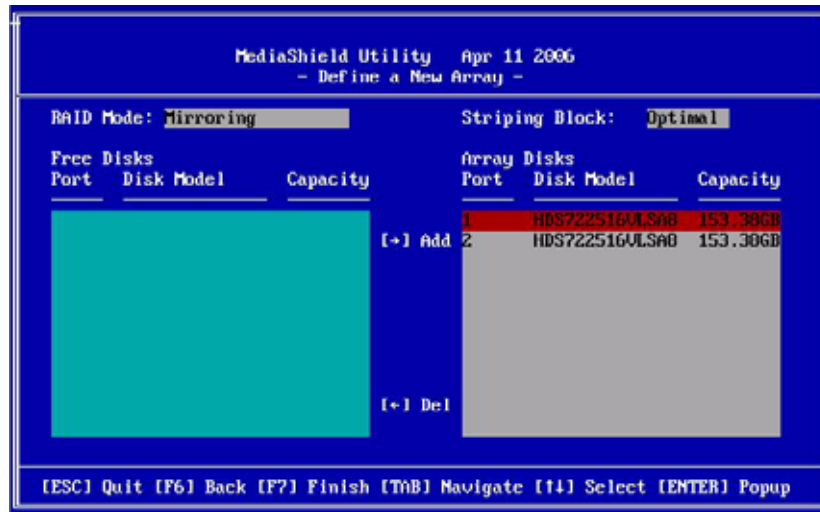 MediaShield Utility Apr 11 2006
- Define a New Array -
RAID Mode: Mirroring Striping Block: Optimal
Free Disks Array Disks
Port Disk Model Capacity Port Disk Model Capacity
1 HDS722516VLSA8 153.38GB
[→] Add 2 HDS722516VLSA8 153.38GB
[←] Del
[ESC] Quit [F6] Back [F7] Finish [TAB] Navigate [↑↓] Select [ENTER] Popup